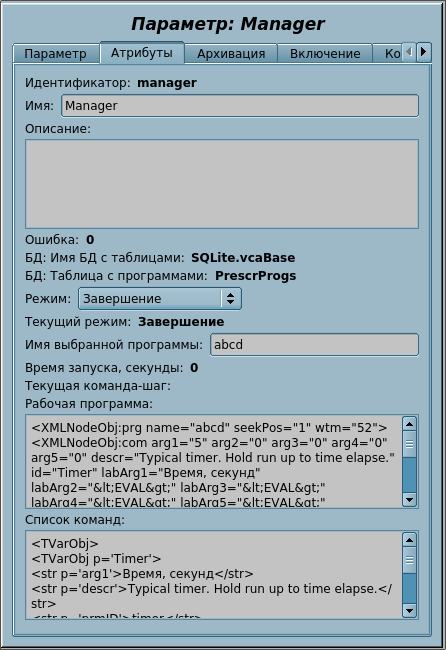 Параметр: Manager
Параметр Атрибуты Архивация Включение Ко
Идентификатор: manager
Имя: Manager
Описание:
Ошибка: 0
БД: Имя БД с таблицами: SQLite.vcaBase
БД: Таблица с программами: PrescrProgs
Режим: Завершение
Текущий режим: Завершение
Имя выбранной программы: abcd
Время запуска, секунды: 0
Текущая команда-шаг:
Рабочая программа:
<XMLNodeObj:prg name="abcd" seekPos="1" wtm="52">
<XMLNodeObj:com arg1="5" arg2="0" arg3="0" arg4="0"
arg5="0" descr="Typical timer. Hold run up to time elapse."
id="Timer" labArg1="Время, секунд"
labArg2="&lt;EVAL&gt;" labArg3="&lt;EVAL&gt;"
labArg4="&lt;EVAL&gt;" labArg5="&lt;EVAL&gt;"
Список команд:
<TVarObj>
<TVarObj p='Timer'>
<str p='arg1'>Время, секунд</str>
<str p='descr'>Typical timer. Hold run up to time elapse.</
str>
<str p='prmID'>timer</str>